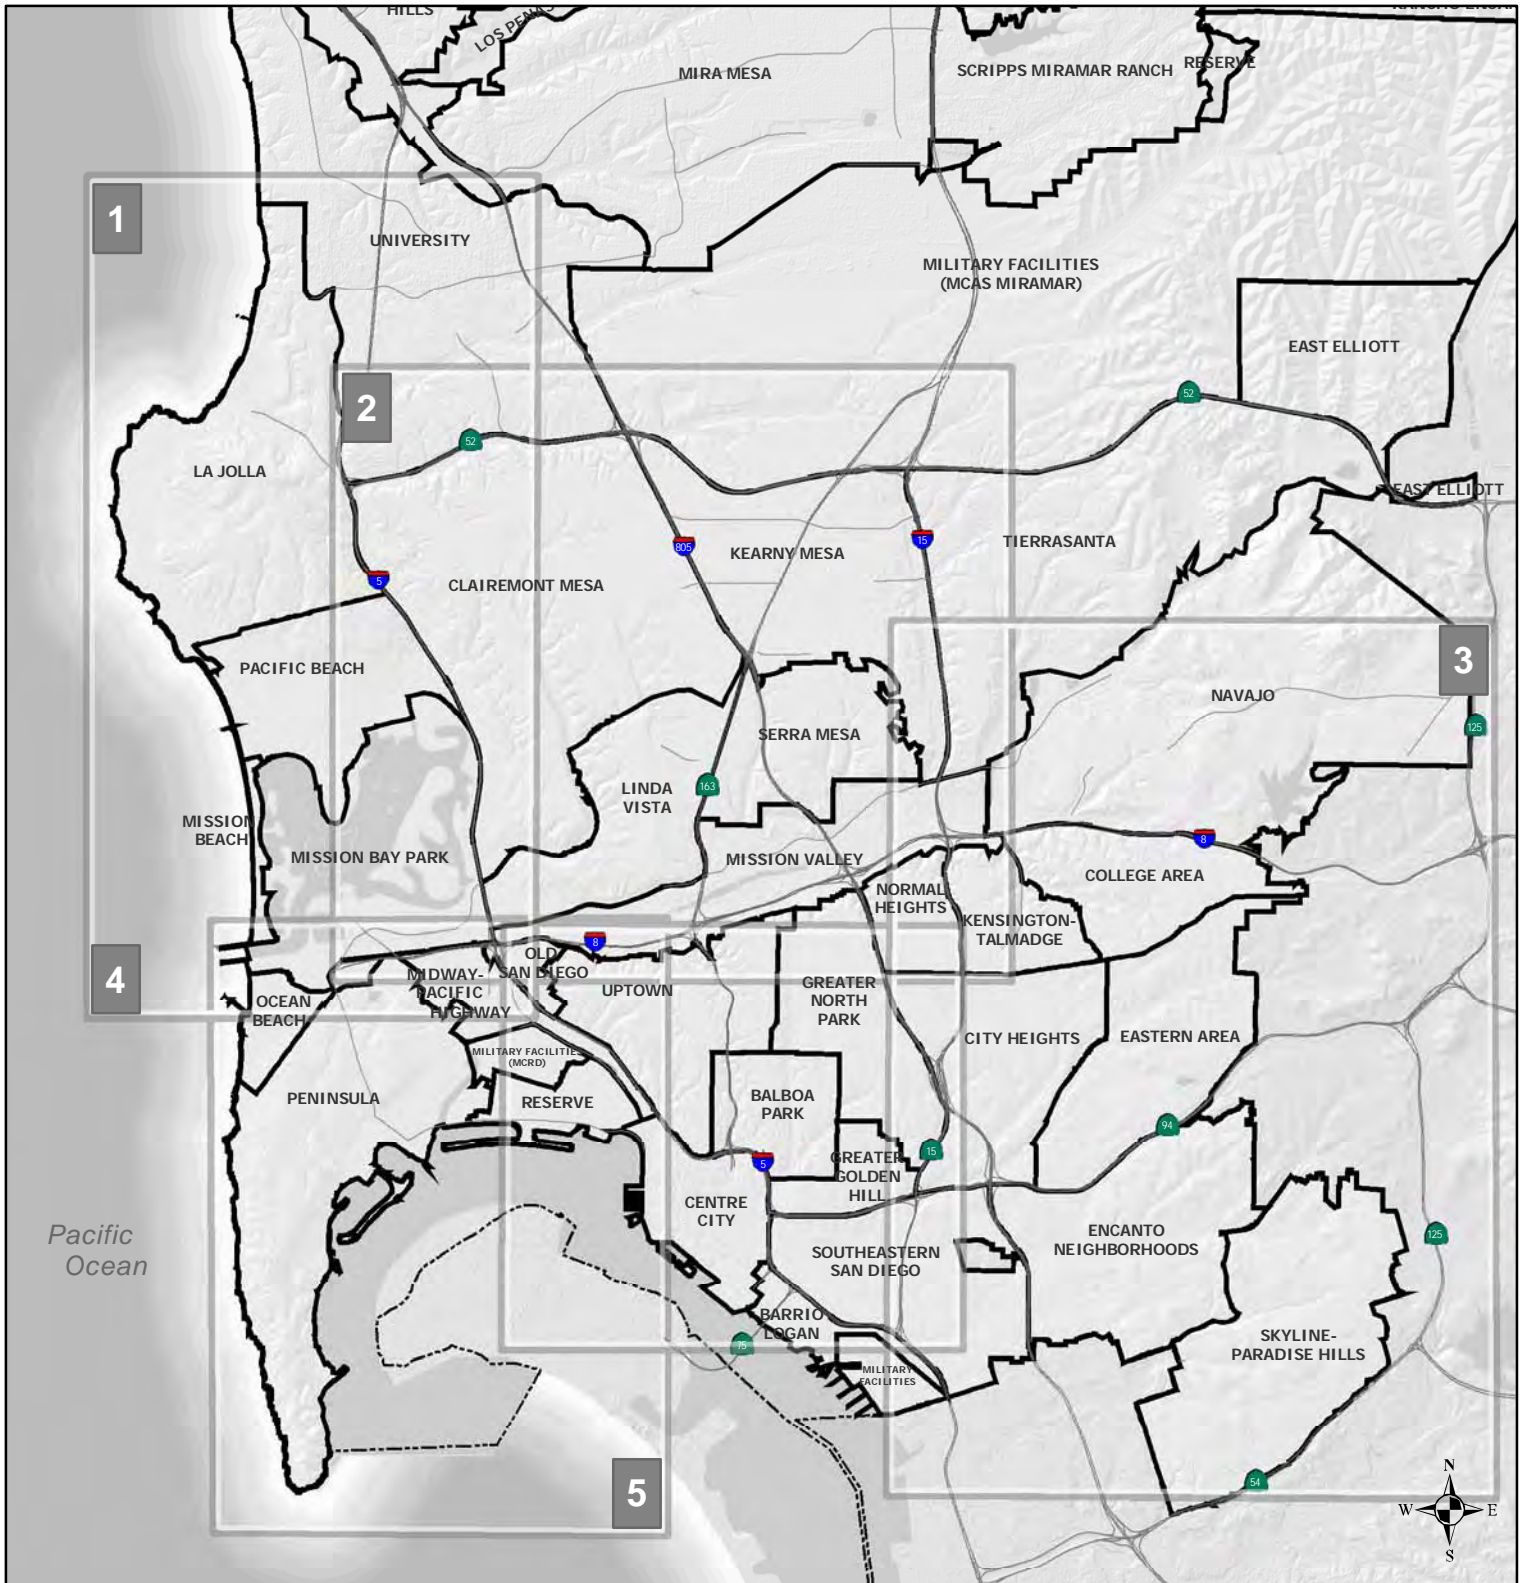 HILLS
LOS PENAS
MIRA MESA
SCRIPPS MIRAMAR RANCH
RESERVE
1
UNIVERSITY
MILITARY FACILITIES
(MCAS MIRAMAR)
EAST ELLIOTT
2
52
52
LA JOLLA
EAST ELLIOTT
805
KEARNY MESA
15
TIERRASANTA
5
CLAIREMONT MESA
3
PACIFIC BEACH
NAVAJO
125
SERRA MESA
163
LINDA
VISTA
MISSION
BEACH
MISSION BAY PARK
MISSION VALLEY
8
COLLEGE AREA
NORMAL
HEIGHTS
KENSINGTON-
TALMADGE
8
OLD
SAN DIEGO
4
MIDWAY-
PACIFIC
HIGHWAY
UPTOWN
OCEAN
BEACH
GREATER
NORTH
PARK
CITY HEIGHTS
EASTERN AREA
MILITARY FACILITIES
(MCRD)
PENINSULA
RESERVE
BALBOA
PARK
94
15
5
GREATER
GOLDEN
HILL
CENTRE
CITY
Pacific
Ocean
ENCANTO
NEIGHBORHOODS
125
SOUTHEASTERN
SAN DIEGO
BARRIO
LOGAN
75
SKYLINE-
PARADISE HILLS
MILITARY
FACILITIES
5
54
N
W
E
S